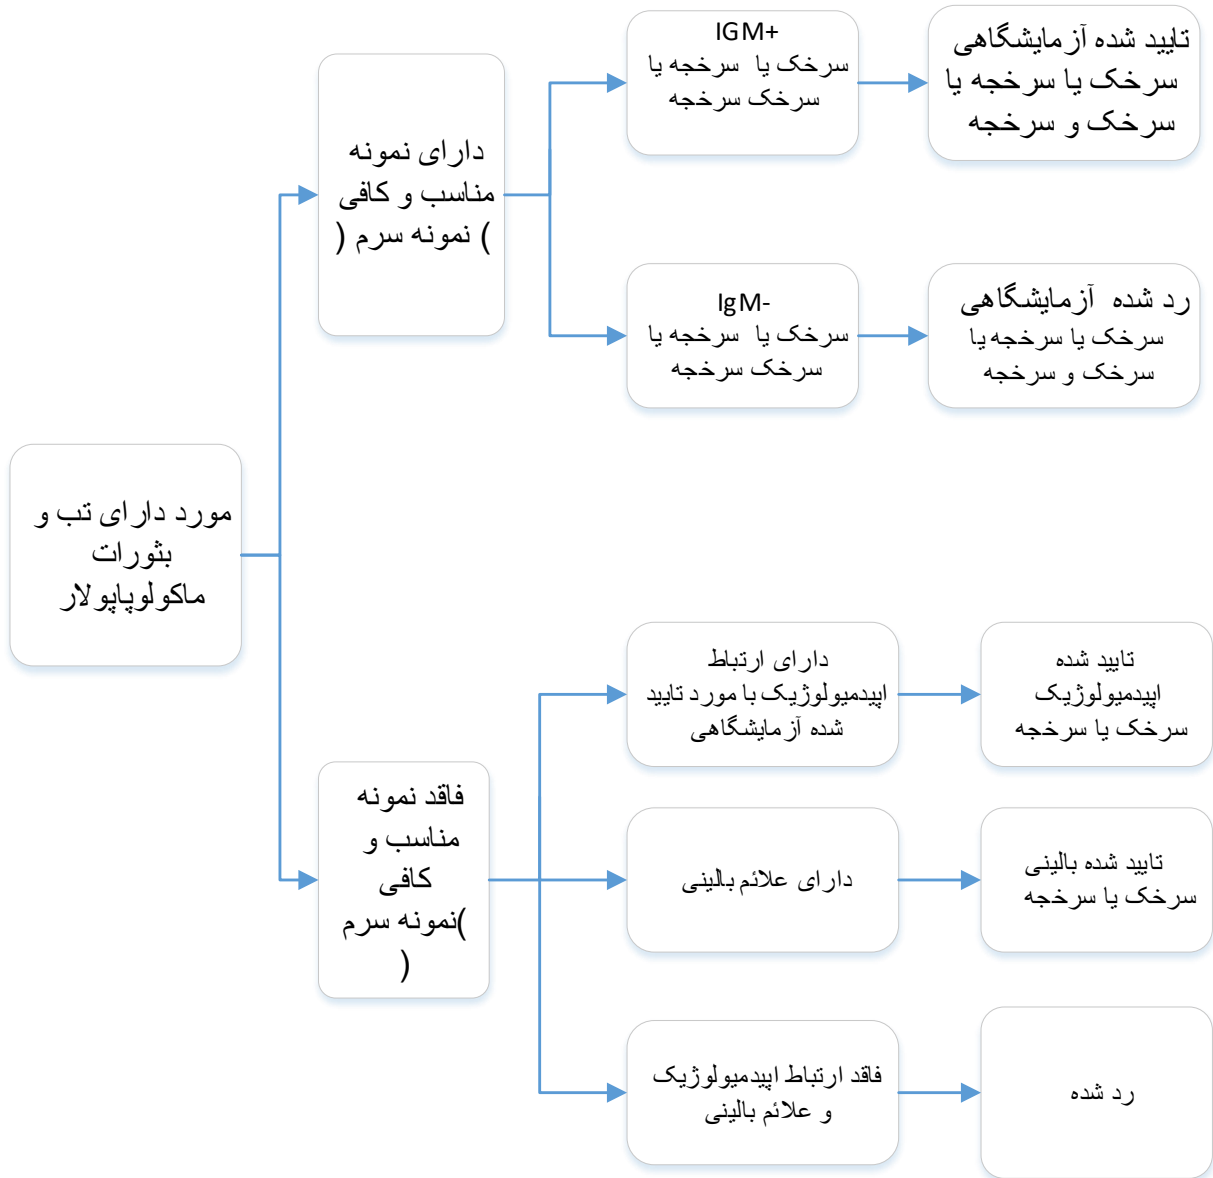 مورد دارای تب و
بثورات
ماکولوپاپولار
دارای نمونه
مناسب و کافی
) نمونه سرم (
IGM+
سرخک یا سرخجه یا
سرخک سرخجه
تایید شده آزمایشگاهی
سرخک یا سرخجه یا
سرخک و سرخجه
IgM-
سرخک یا سرخجه یا
سرخک سرخجه
رد شده آزمایشگاهی
سرخک یا سرخجه یا
سرخک و سرخجه
فاقد نمونه
مناسب و
کافی
)نمونه سرم
(
دارای ارتباط
اپیدمیولوژیک با مورد تایید
شده آزمایشگاهی
تایید شده
اپیدمیولوژیک
سرخک یا سرخجه
دارای علائم بالینی
تایید شده بالینی
سرخک یا سرخجه
فاقد ارتباط اپیدمیولوژیک
و علائم بالینی
رد شده